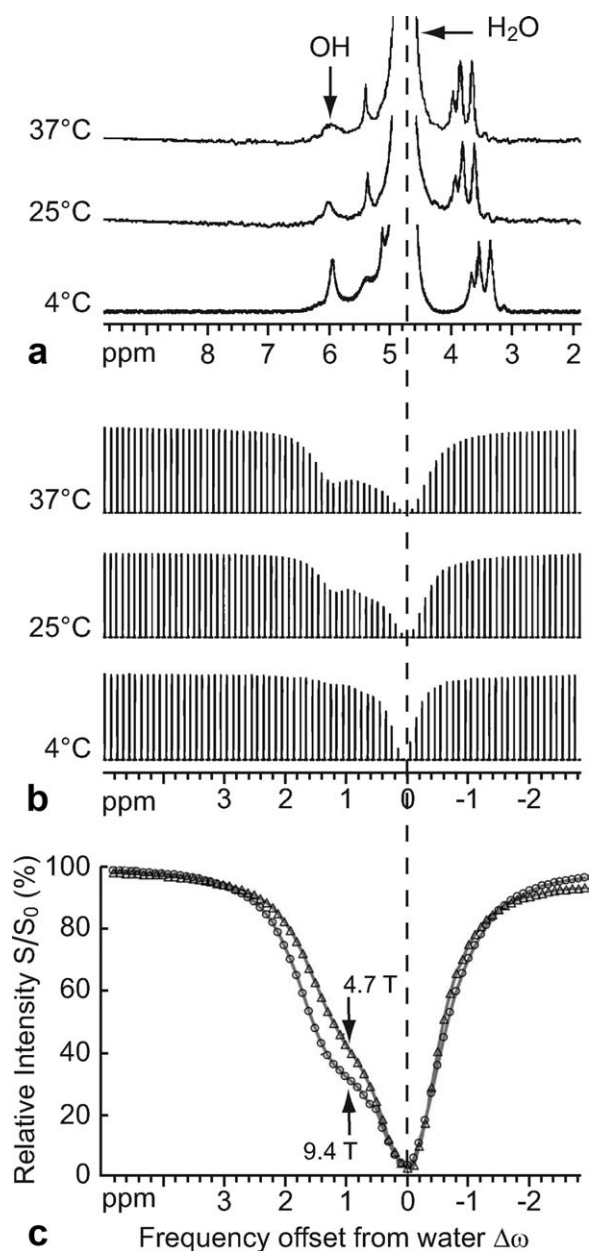 OH
H₂O
37°C
25°C
4°C
ppm 8 7 6 5 4 3 2
a
37°C
25°C
4°C
ppm 3 2 1 0 -1 -2
b
Relative Intensity S/S₀ (%)
100
80
60
40
20
0
4.7 T
9.4 T
ppm 3 2 1 0 -1 -2
c
Frequency offset from water Δω